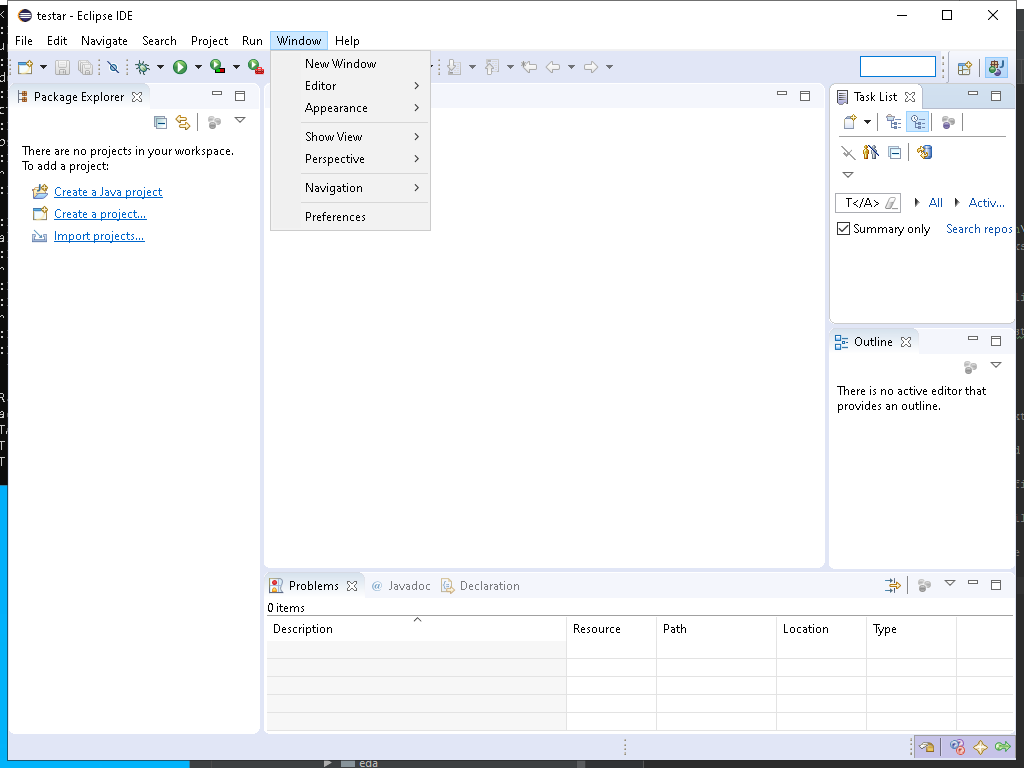 testar - Eclipse IDE
File Edit Navigate Search Project Run Window Help
New Window
Editor
Appearance
Show View
Perspective
Navigation
Preferences
Package Explorer
There are no projects in your workspace.
To add a project:
Create a Java project
Create a project...
Import projects...
Task List
T</A> All Activ...
Summary only Search repos
Outline
There is no active editor that
provides an outline.
Problems @ Javadoc Declaration
0 items
Description Resource Path Location Type
eda